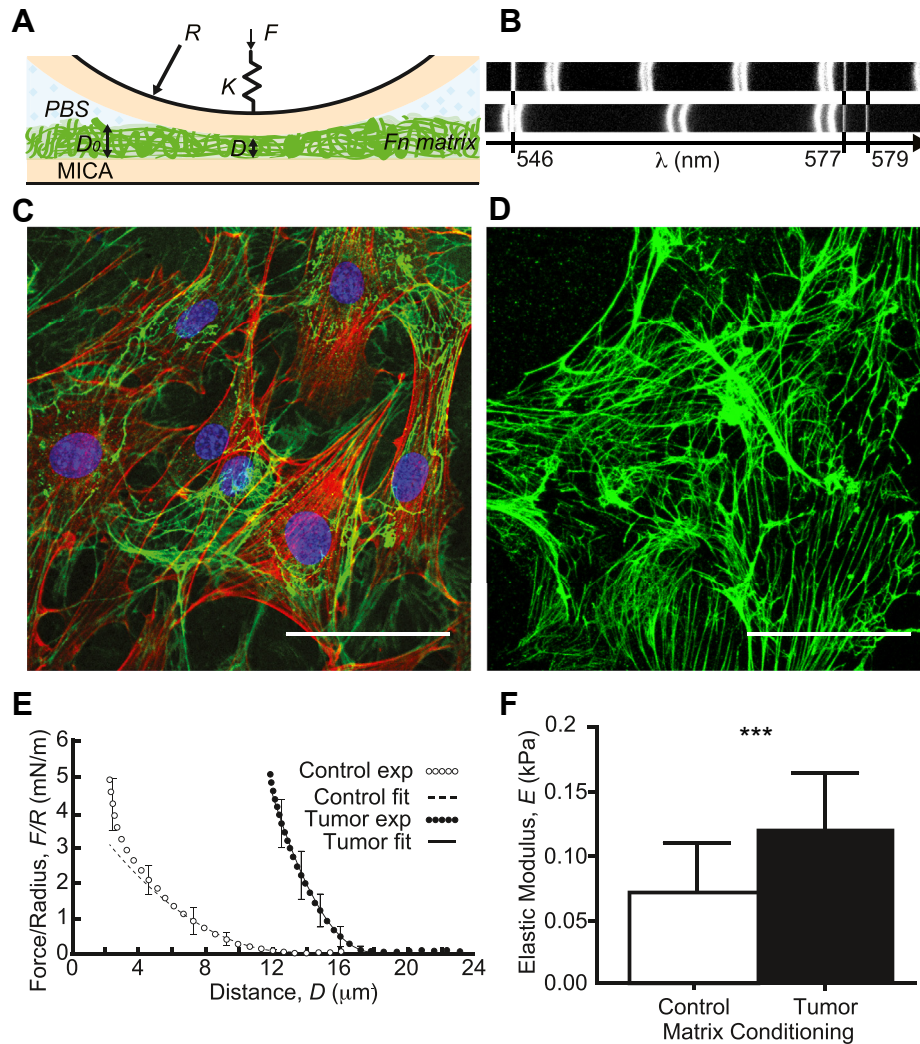 A
R
F
K
PBS
D₀
D
Fn matrix
MICA
B
546
λ (nm)
577
579
C
D
E
Force/Radius, F/R (mN/m)
6
5
4
3
2
1
0
Control exp
Control fit
Tumor exp
Tumor fit
0 4 8 12 16 20 24
Distance, D (μm)
F
Elastic Modulus, E (kPa)
0.2
0.15
0.10
0.05
0.00
***
Control Tumor
Matrix Conditioning